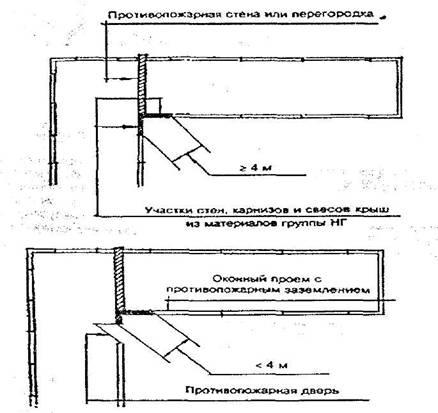 Противопожарная стена или перегородка
≥ 4 м
Участки стен, карнизов и свесов крыш
из материалов группы НГ
Оконный проем с
противопожарным заземлением
< 4 м
Противопожарная дверь